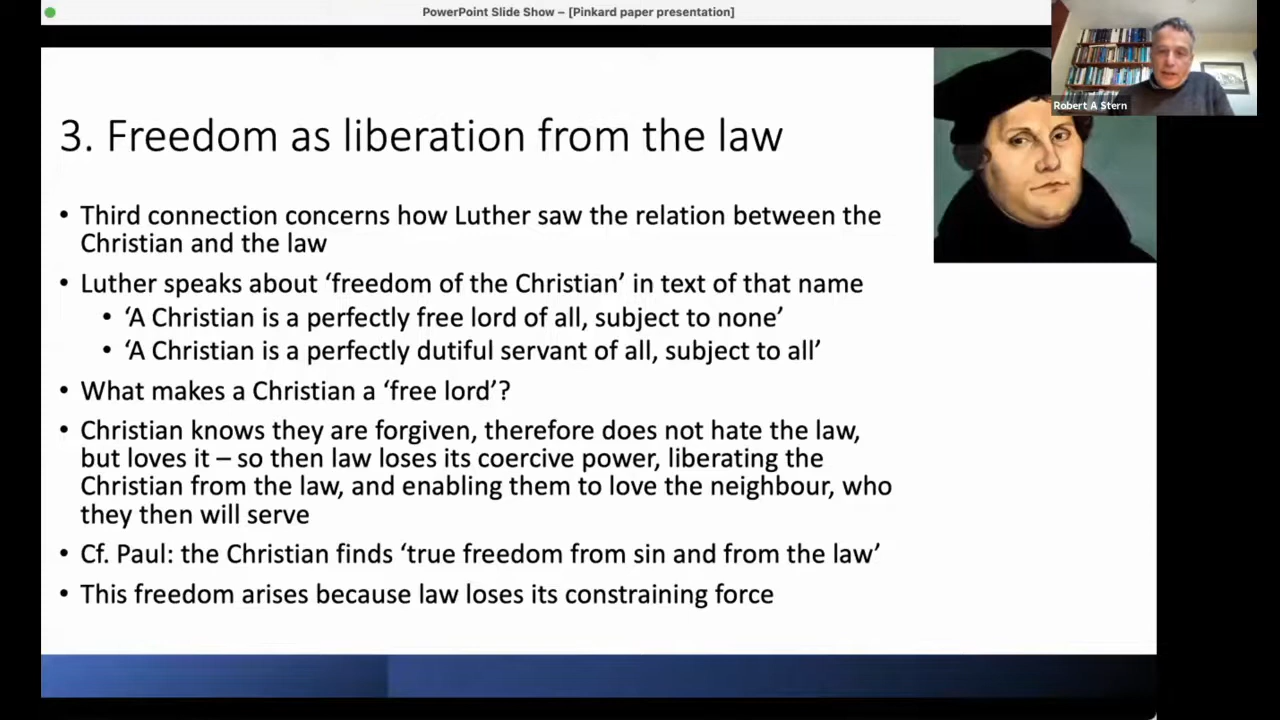 PowerPoint Slide Show – [Pinkard paper presentation]
Robert A Stern
3. Freedom as liberation from the law
• Third connection concerns how Luther saw the relation between the
Christian and the law
• Luther speaks about ‘freedom of the Christian’ in text of that name
• ‘A Christian is a perfectly free lord of all, subject to none’
• ‘A Christian is a perfectly dutiful servant of all, subject to all’
• What makes a Christian a ‘free lord’?
• Christian knows they are forgiven, therefore does not hate the law,
but loves it – so then law loses its coercive power, liberating the
Christian from the law, and enabling them to love the neighbour, who
they then will serve
• Cf. Paul: the Christian finds ‘true freedom from sin and from the law’
• This freedom arises because law loses its constraining force